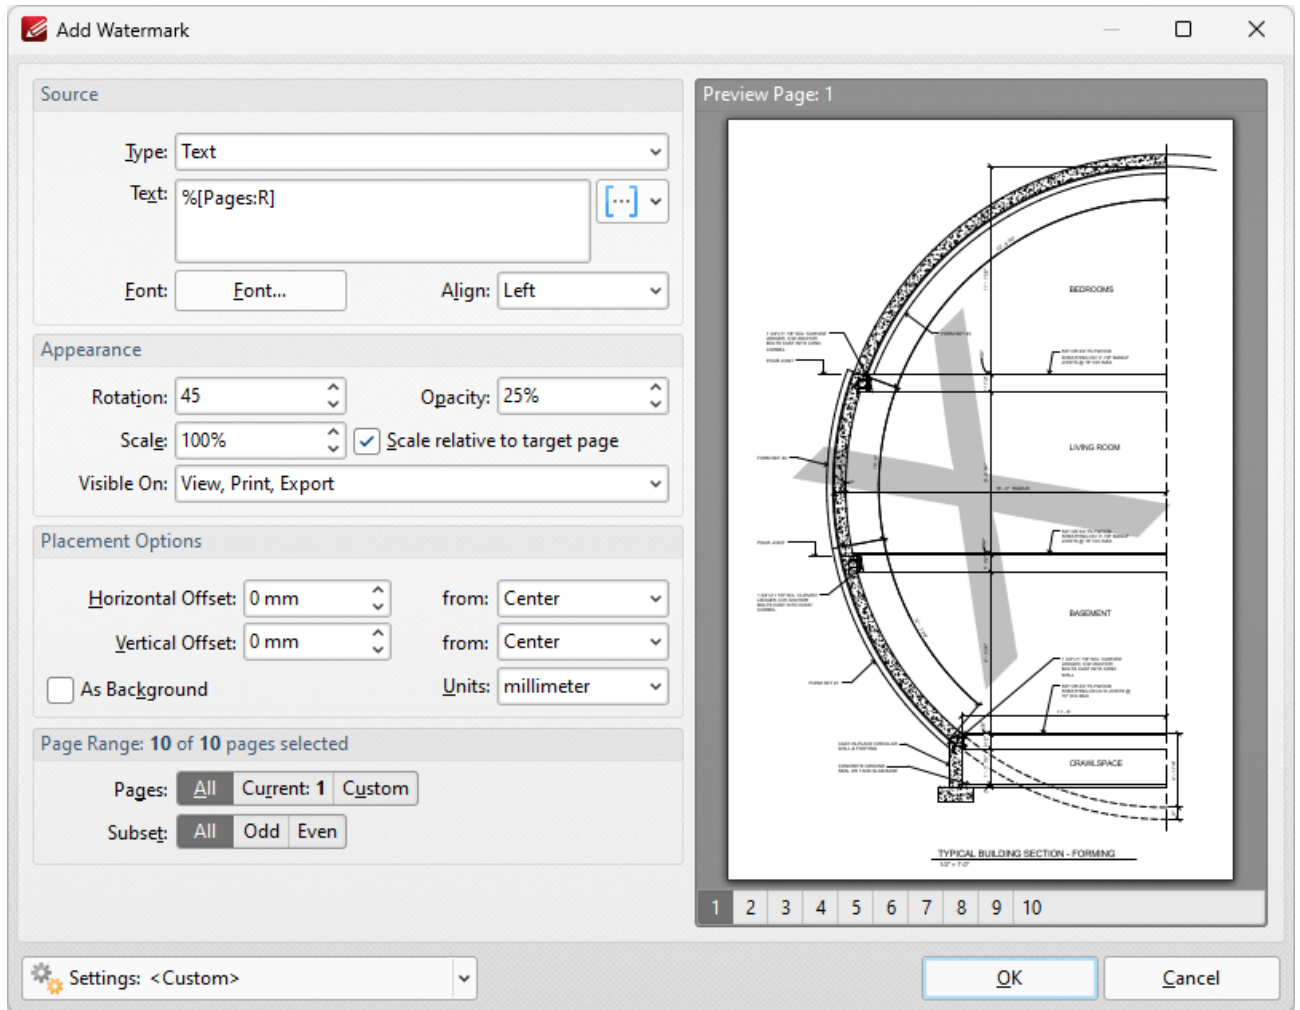 Add Watermark
Source
Type: Text
Text: %[Pages:R]
[...]
Font: Font... Align: Left
Appearance
Rotation: 45 Opacity: 25%
Scale: 100% Scale relative to target page
Visible On: View, Print, Export
Placement Options
Horizontal Offset: 0 mm from: Center
Vertical Offset: 0 mm from: Center
As Background Units: millimeter
Page Range: 10 of 10 pages selected
Pages: All Current: 1 Custom
Subset: All Odd Even
Preview Page: 1
BEDROOMS
LIVING ROOM
BASEMENT
CRAWLSPACE
TYPICAL BUILDING SECTION - FORMING
1/2" = 1'-0"
X
1 2 3 4 5 6 7 8 9 10
Settings: <Custom>
OK Cancel